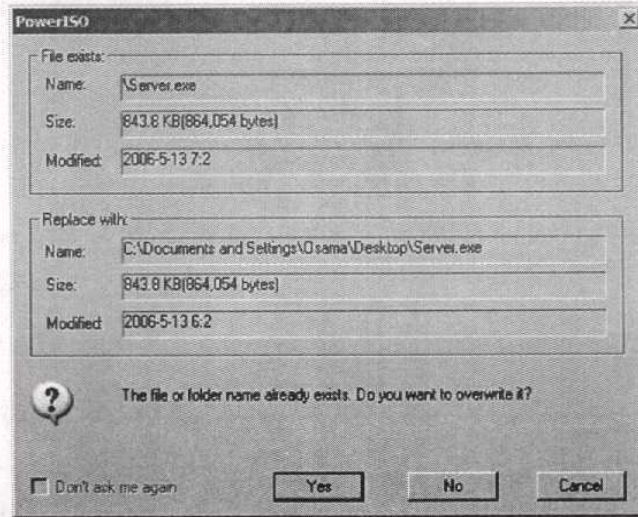 PowerISO
File exists:
Name: \Server.exe
Size: 843.8 KB(864,054 bytes)
Modified: 2006-5-13 7:2
Replace with:
Name: C:\Documents and Settings\Osama\Desktop\Server.exe
Size: 843.8 KB(864,054 bytes)
Modified: 2006-5-13 6:2
The file or folder name already exists. Do you want to overwrite it?
Don't ask me again
Yes
No
Cancel